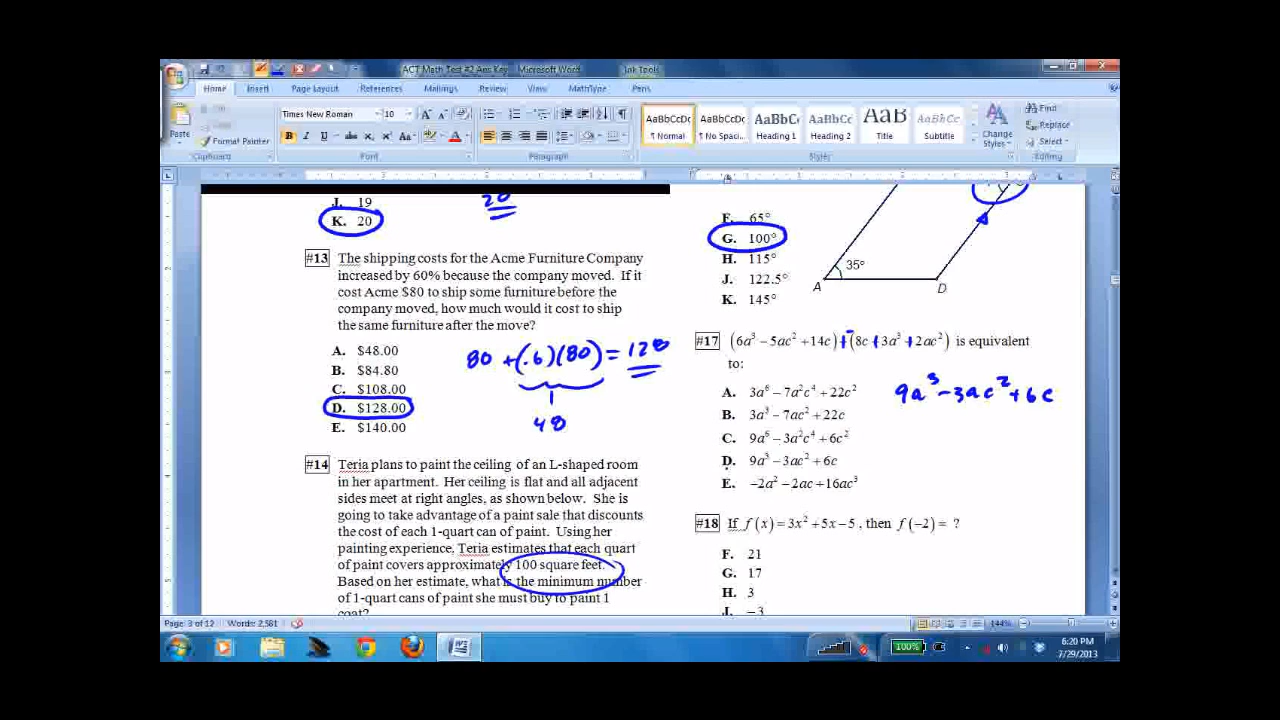 ACT Math Test #2 Ans Key - Microsoft Word
Ink Tools
Home Insert Page Layout References Mailings Review View MathType Pens
Times New Roman 10
AaBbCcDc AaBbCcDc AaBbCc AaBbCc AaB AaBbCc
¶ Normal ¶ No Spaci... Heading 1 Heading 2 Title Subtitle
Paste
Format Painter
Change Styles
Find
Replace
Select
Clipboard Font Paragraph Styles Editing
J. 19
K. 20
20
#13 The shipping costs for the Acme Furniture Company
increased by 60% because the company moved. If it
cost Acme $80 to ship some furniture before the
company moved, how much would it cost to ship
the same furniture after the move?
A. $48.00
B. $84.80
C. $108.00
D. $128.00
E. $140.00
80 + (.6)(80) = 128
48
#14 Teria plans to paint the ceiling of an L-shaped room
in her apartment. Her ceiling is flat and all adjacent
sides meet at right angles, as shown below. She is
going to take advantage of a paint sale that discounts
the cost of each 1-quart can of paint. Using her
painting experience, Teria estimates that each quart
of paint covers approximately 100 square feet.
Based on her estimate, what is the minimum number
of 1-quart cans of paint she must buy to paint 1
coat?
F. 65°
G. 100°
H. 115°
J. 122.5°
K. 145°
35°
A
D
#17 (6a³ − 5ac² + 14c) + −(8c + 3a³ + 2ac²) is equivalent
to:
A. 3a⁶ − 7a²c⁴ + 22c²
B. 3a³ − 7ac² + 22c
C. 9a⁶ − 3a²c⁴ + 6c²
D. 9a³ − 3ac² + 6c
E. −2a² − 2ac + 16ac³
9a³ − 3ac² + 6c
#18 If f(x) = 3x² + 5x − 5, then f(−2) = ?
F. 21
G. 17
H. 3
J. −3
Page: 3 of 12 Words: 2,581
144%
100%
6:20 PM
7/29/2013